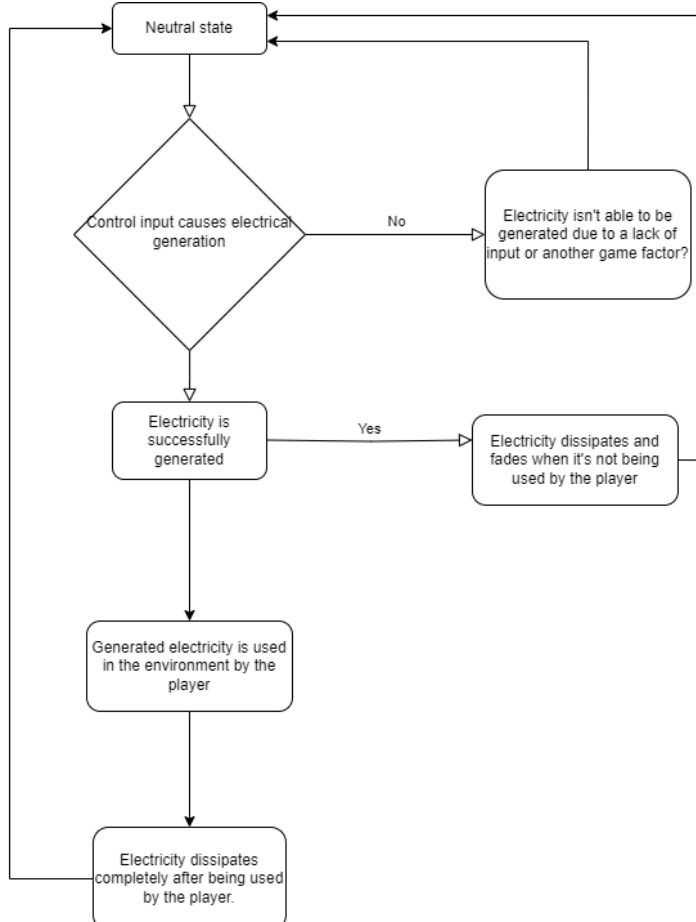 Neutral state
Control input causes electrical
generation
No
Electricity isn't able to be
generated due to a lack of
input or another game factor?
Electricity is
successfully
generated
Yes
Electricity dissipates and
fades when it's not being
used by the player
Generated electricity is used
in the environment by the
player
Electricity dissipates
completely after being used
by the player.